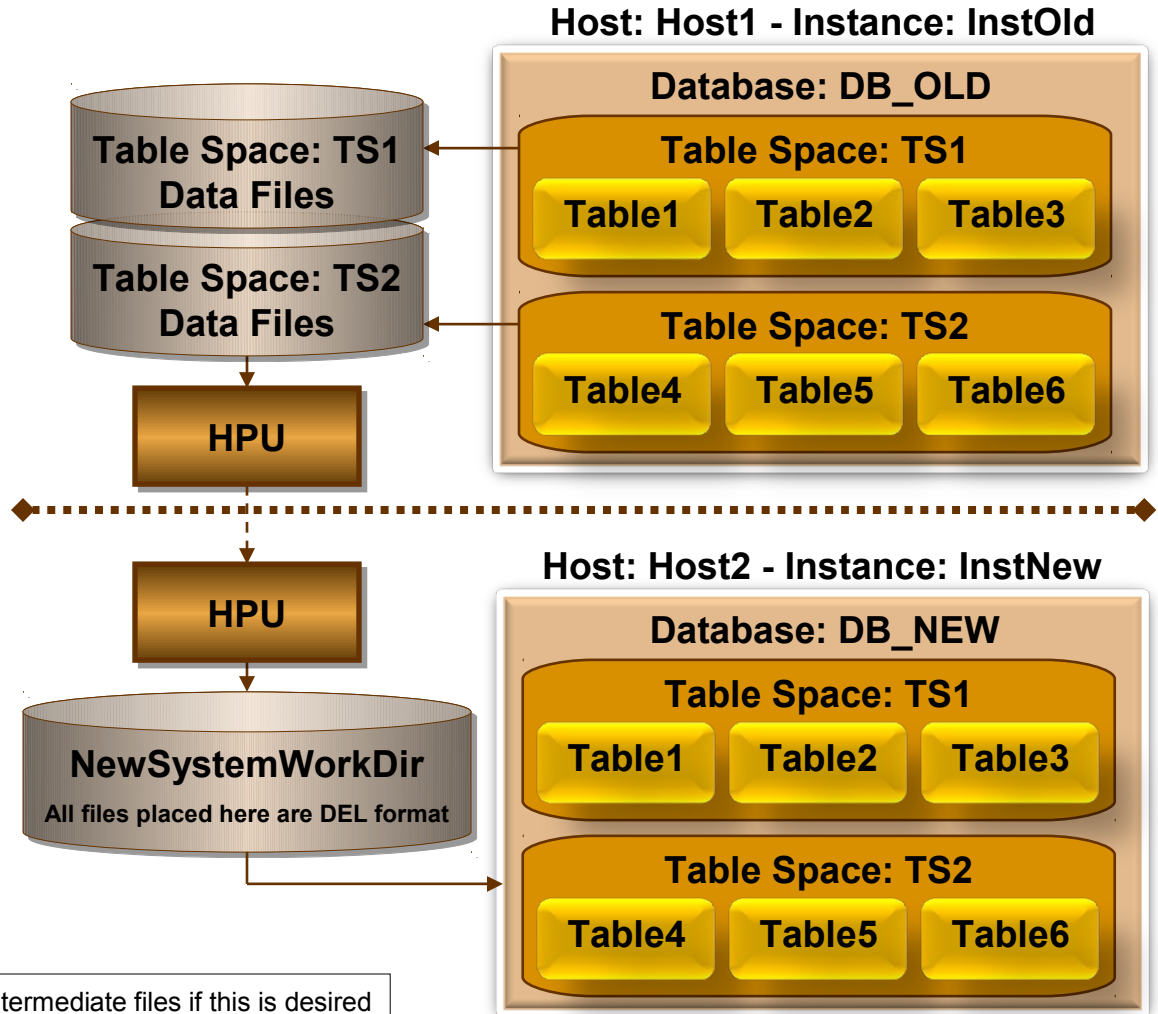 Host: Host1 - Instance: InstOld
Database: DB_OLD
Table Space: TS1
Data Files
Table Space: TS1
Table1
Table2
Table3
Table Space: TS2
Data Files
Table Space: TS2
Table4
Table5
Table6
HPU
HPU
Host: Host2 - Instance: InstNew
Database: DB_NEW
Table Space: TS1
Table1
Table2
Table3
NewSystemWorkDir
All files placed here are DEL format
Table Space: TS2
Table4
Table5
Table6
files if this is desired